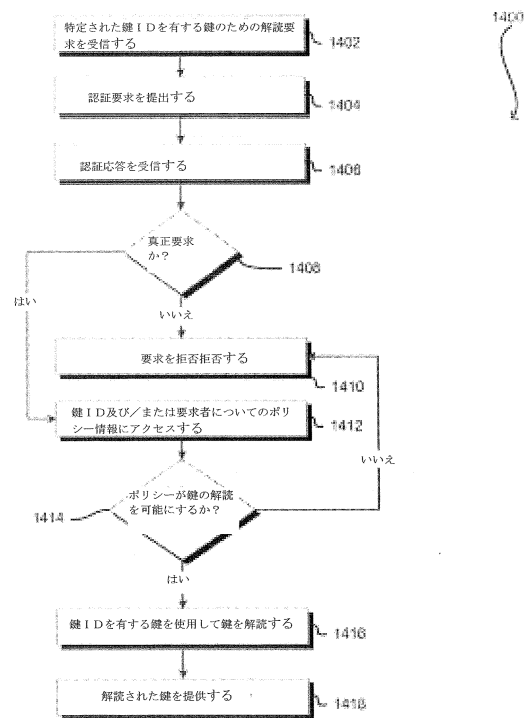 1400
特定された鍵IDを有する鍵のための解読要
求を受信する
1402
認証要求を提出する
1404
認証応答を受信する
1406
真正要求
か？
1408
はい
いいえ
要求を拒否拒否する
1410
鍵ID及び/または要求者についてのポリ
シー情報にアクセスする
1412
いいえ
ポリシーが鍵の解読
を可能にするか？
1414
はい
鍵IDを有する鍵を使用して鍵を解読する
1416
解読された鍵を提供する
1418